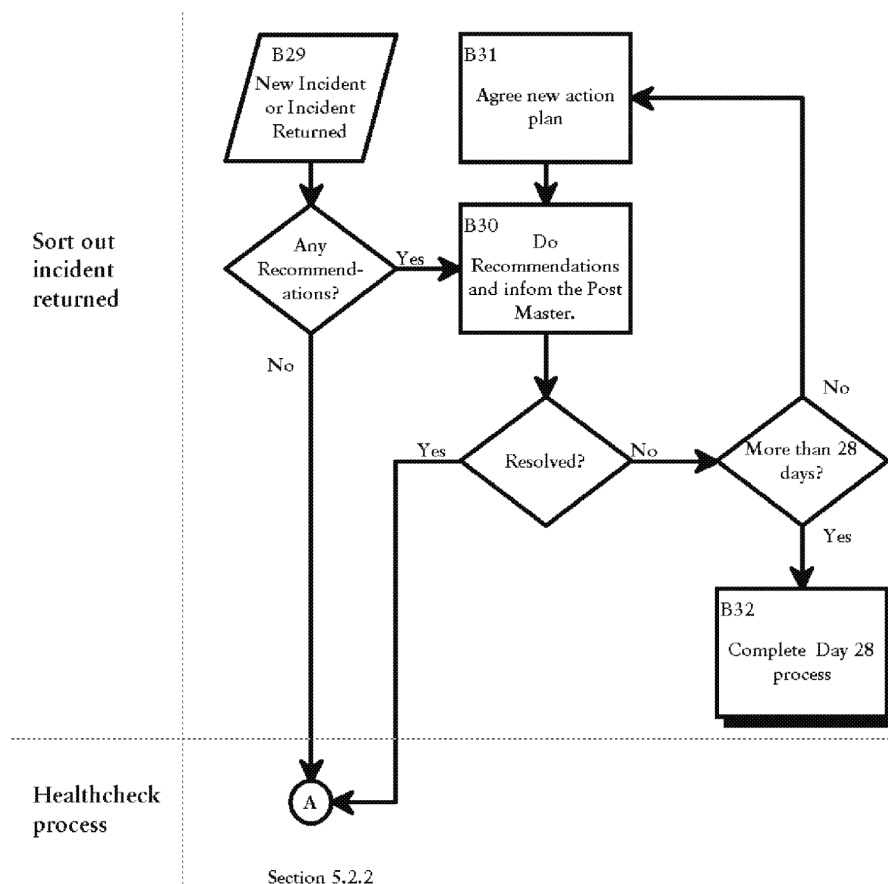 B29
New Incident
or Incident
Returned
B31
Agree new action
plan
Sort out
incident
returned
Any
Recommend-
ations?
Yes
B30
Do
Recommendations
and infom the Post
Master.
No
No
Yes
Resolved?
No
More than 28
days?
Yes
B32
Complete Day 28
process
Healthcheck
process
A
Section 5.2.2